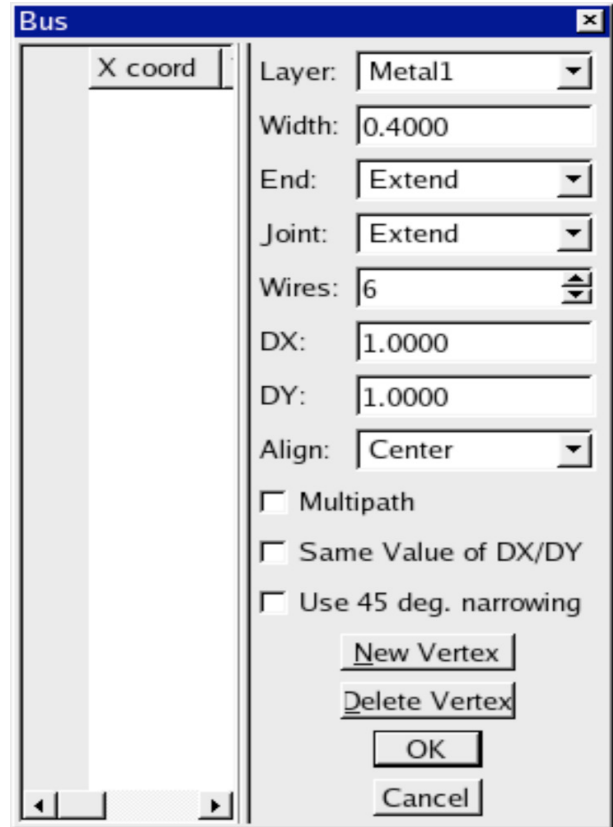 Bus
X coord
Layer: Metal1
Width: 0.4000
End: Extend
Joint: Extend
Wires: 6
DX: 1.0000
DY: 1.0000
Align: Center
Multipath
Same Value of DX/DY
Use 45 deg. narrowing
New Vertex
Delete Vertex
OK
Cancel